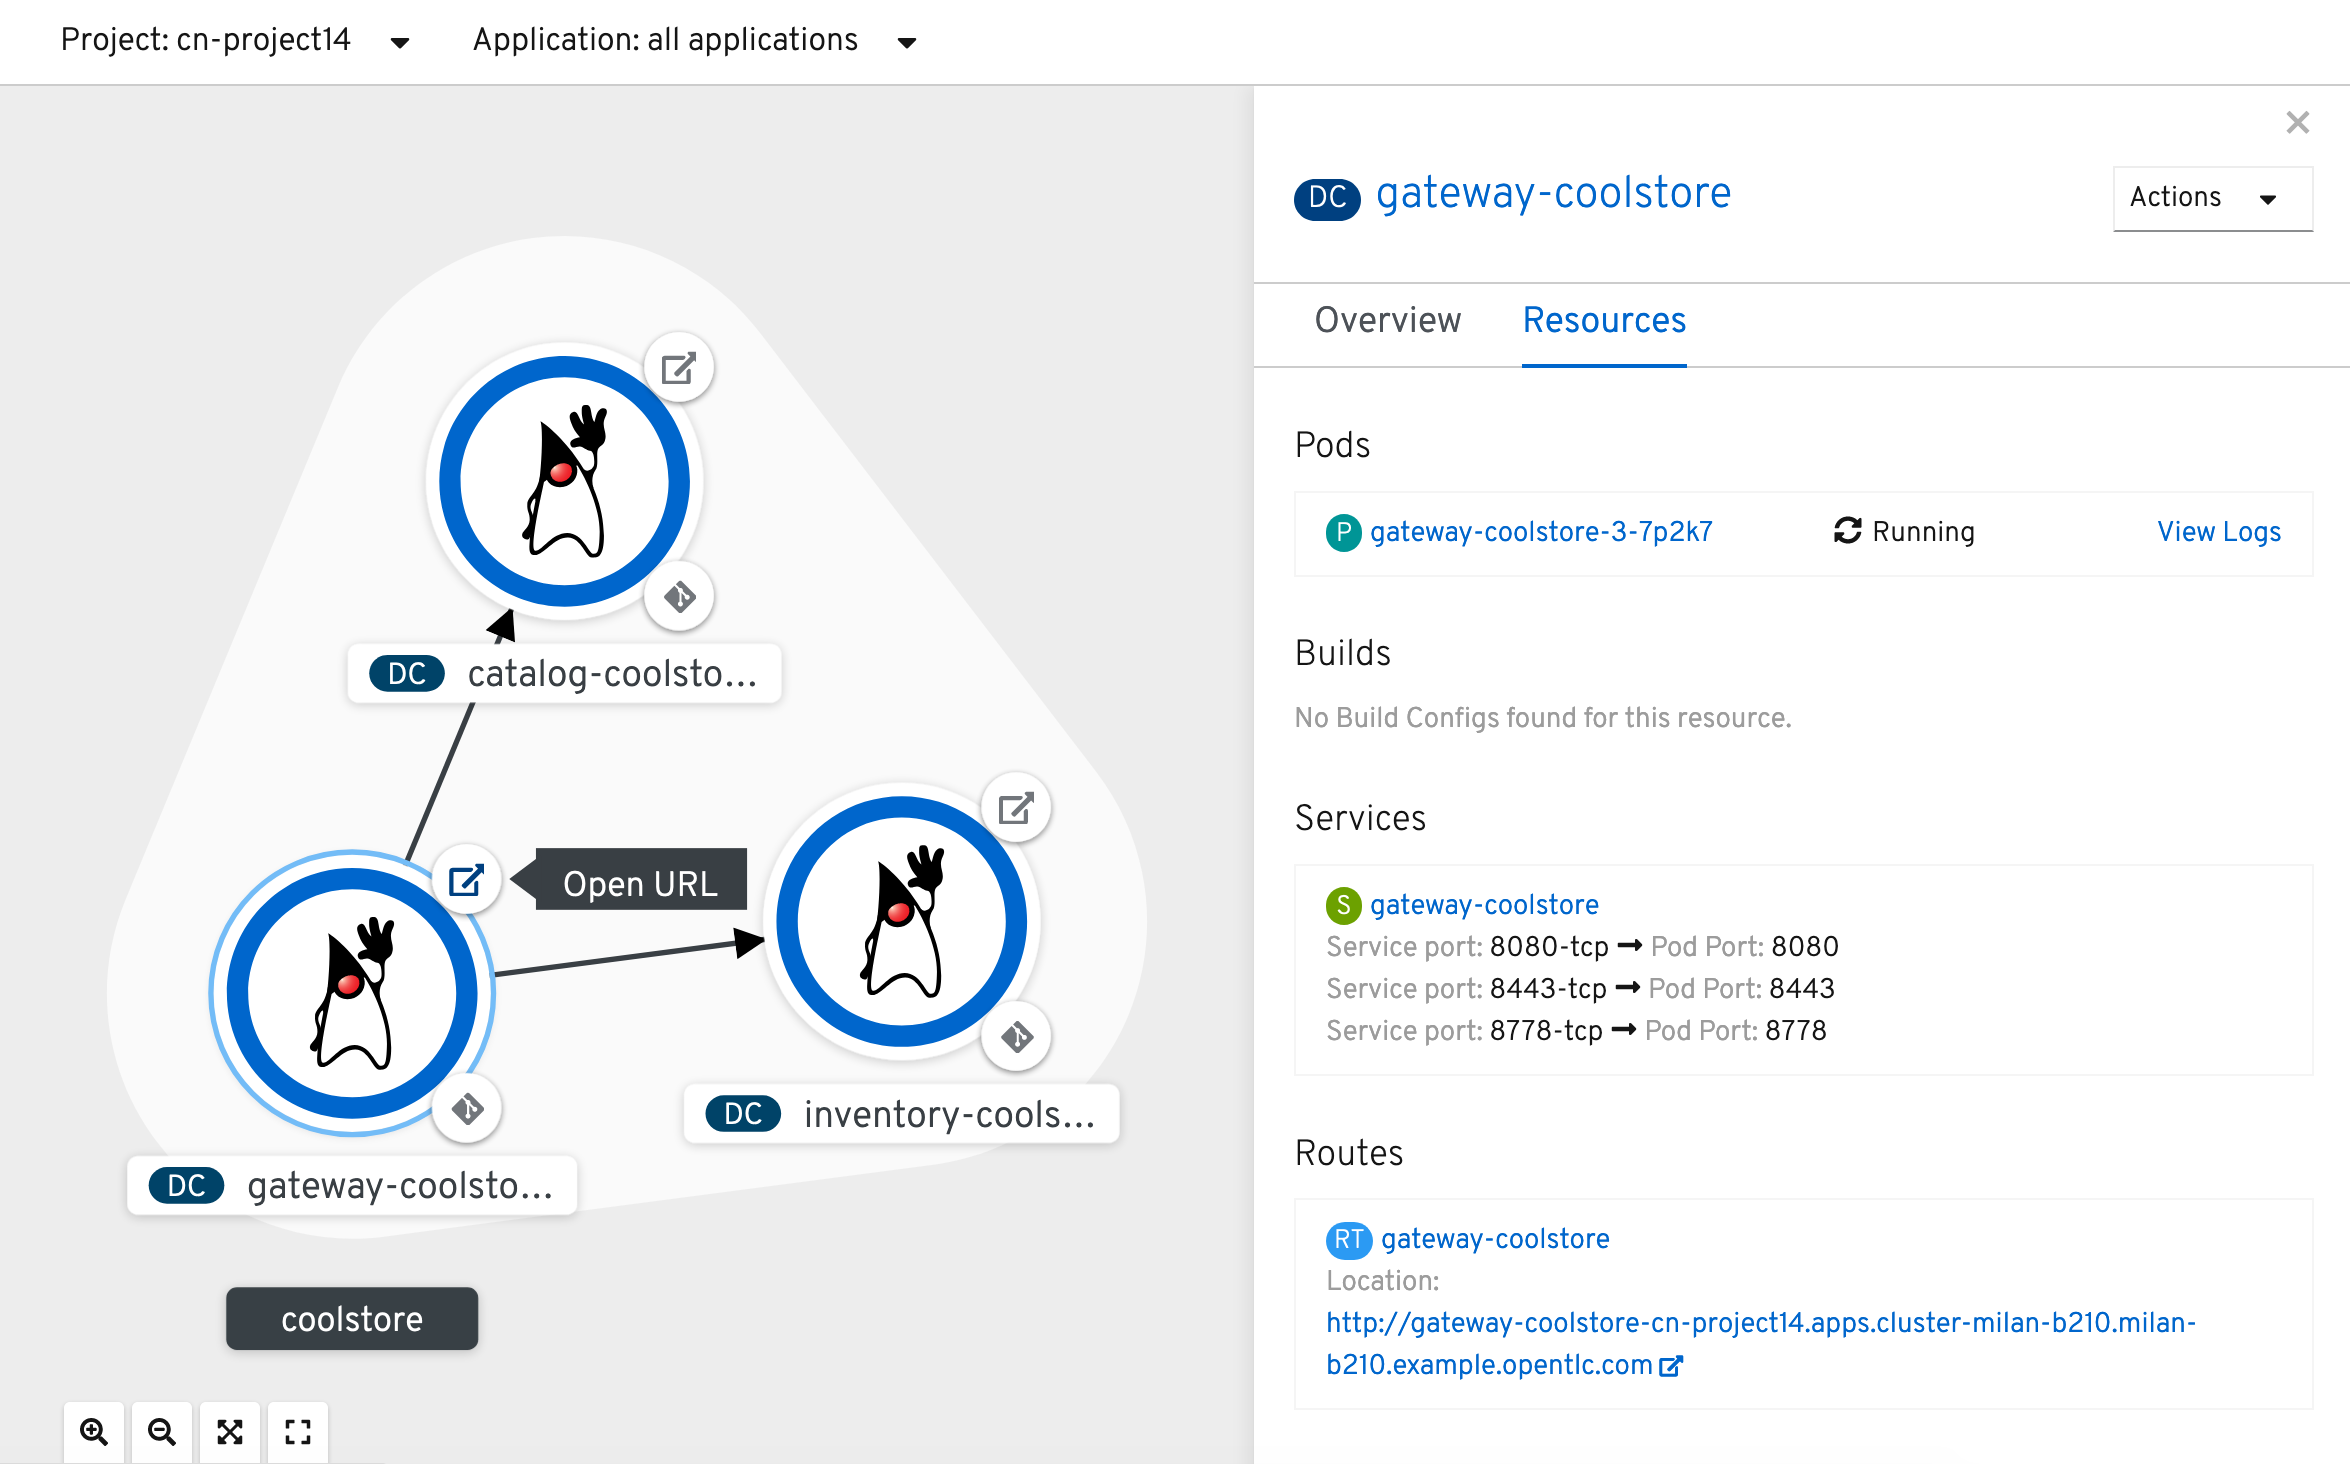 Project: cn-project14 Application: all applications
DC catalog-coolsto...
Open URL
DC inventory-cools...
DC gateway-coolsto...
coolstore
DC gateway-coolstore
Actions
Overview Resources
Pods
P gateway-coolstore-3-7p2k7 Running View Logs
Builds
No Build Configs found for this resource.
Services
S gateway-coolstore
Service port: 8080-tcp → Pod Port: 8080
Service port: 8443-tcp → Pod Port: 8443
Service port: 8778-tcp → Pod Port: 8778
Routes
RT gateway-coolstore
Location:
http://gateway-coolstore-cn-project14.apps.cluster-milan-b210.milan-
b210.example.opentlc.com